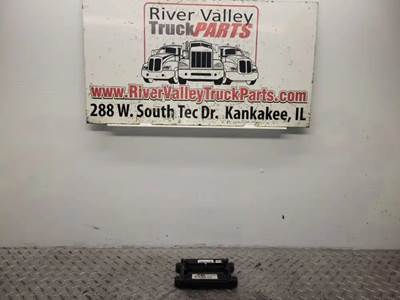 River Valley
TruckPARTS
www.RiverValleyTruckParts.com
288 W. South Tec Dr. Kankakee, IL